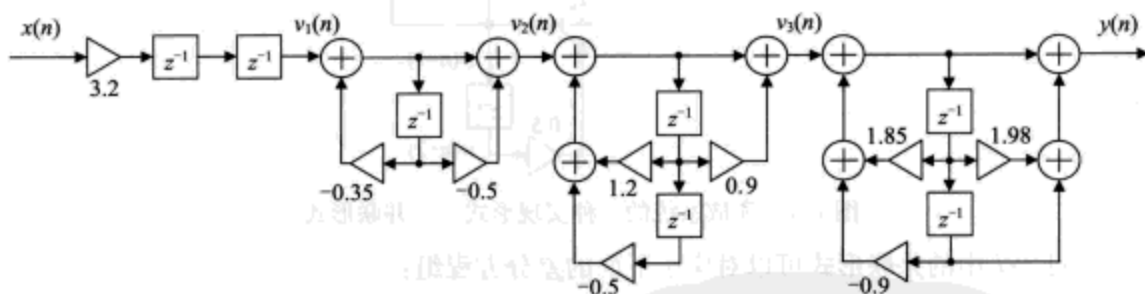 x(n)
3.2
z⁻¹
z⁻¹
v₁(n)
z⁻¹
−0.35
−0.5
v₂(n)
z⁻¹
1.2
0.9
z⁻¹
−0.5
v₃(n)
z⁻¹
1.85
1.98
z⁻¹
−0.9
y(n)